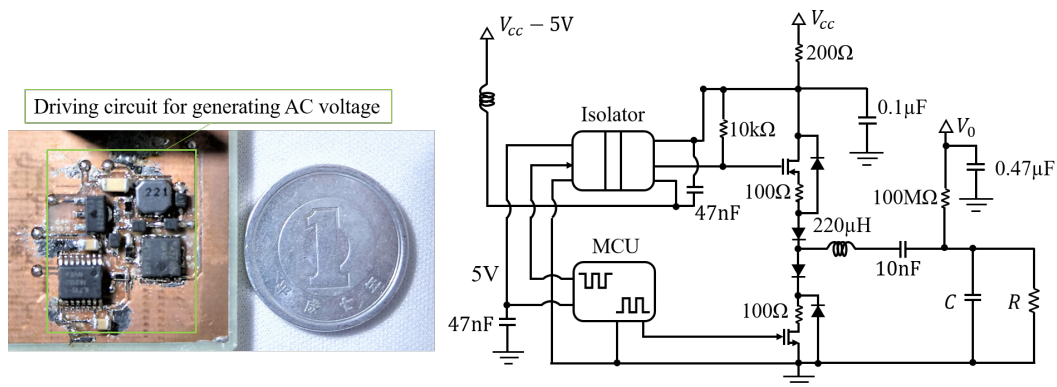 Driving circuit for generating AC voltage
221
1
V_cc − 5V
V_cc
200Ω
0.1μF
Isolator
10kΩ
V_0
0.47μF
100Ω
100MΩ
47nF
220μH
MCU
10nF
5V
100Ω
C
R
47nF